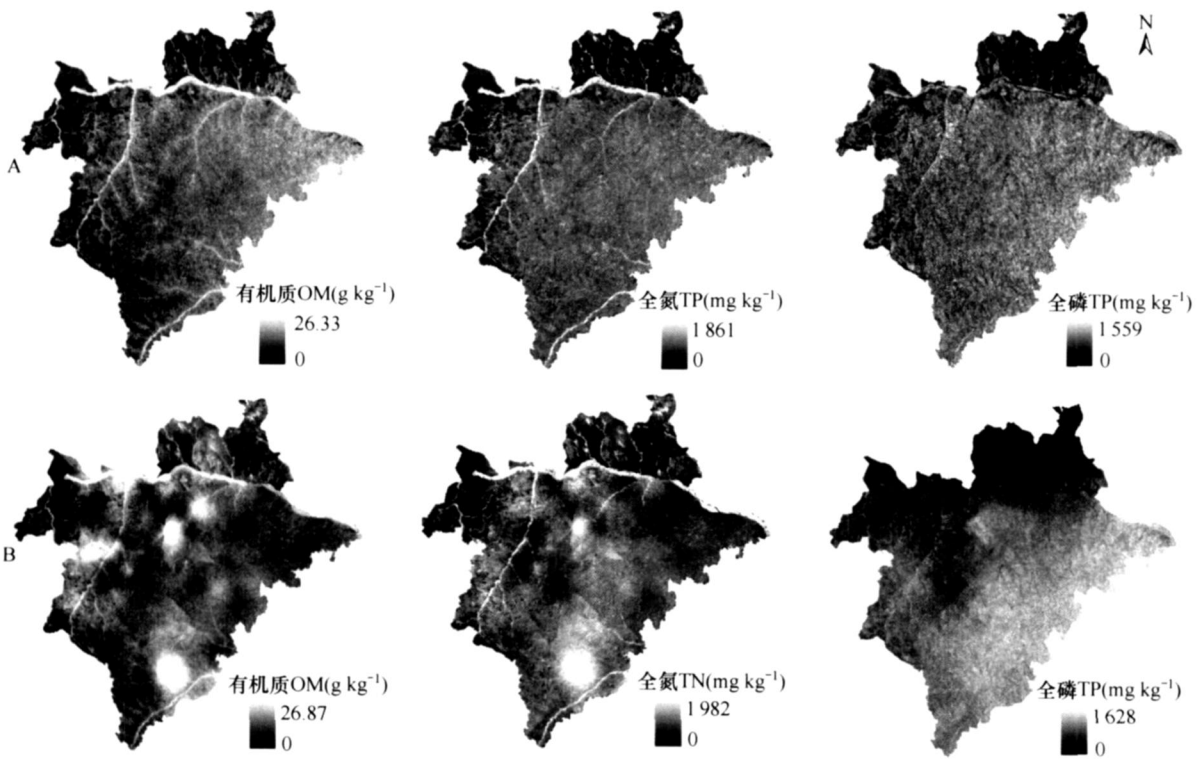 N
A
有机质OM(g kg⁻¹)
26.33
0
全氮TP(mg kg⁻¹)
1 861
0
全磷TP(mg kg⁻¹)
1 559
0
B
有机质OM(g kg⁻¹)
26.87
0
全氮TN(mg kg⁻¹)
1 982
0
全磷TP(mg kg⁻¹)
1 628
0